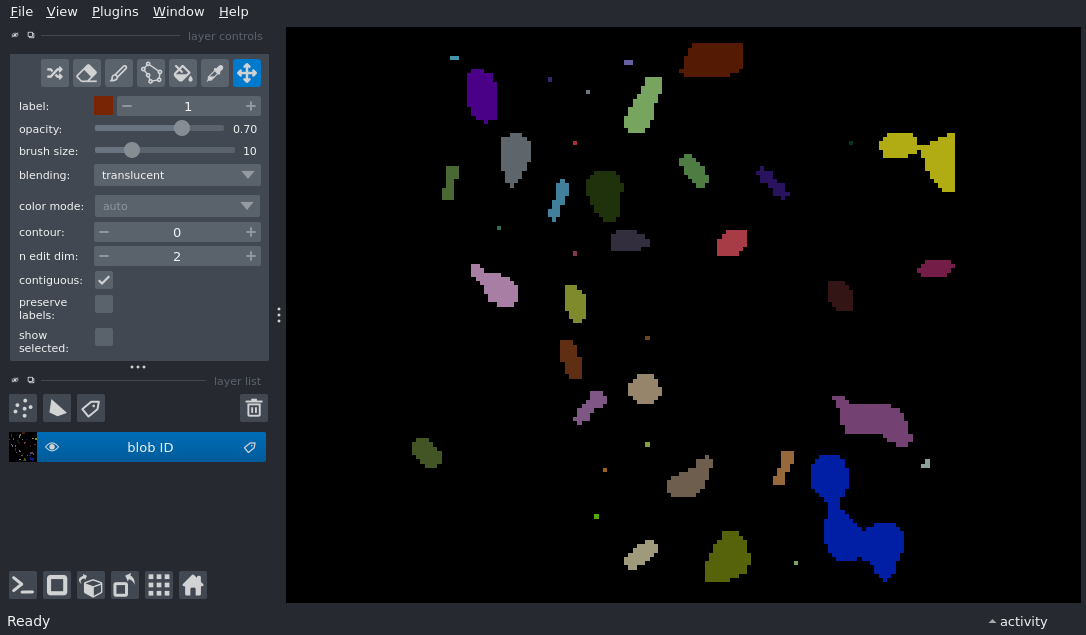 File View Plugins Window Help
layer controls
label: 1
opacity: 0.70
brush size: 10
blending: translucent
color mode: auto
contour: 0
n edit dim: 2
contiguous:
preserve
labels:
show
selected:
layer list
blob ID
Ready
activity